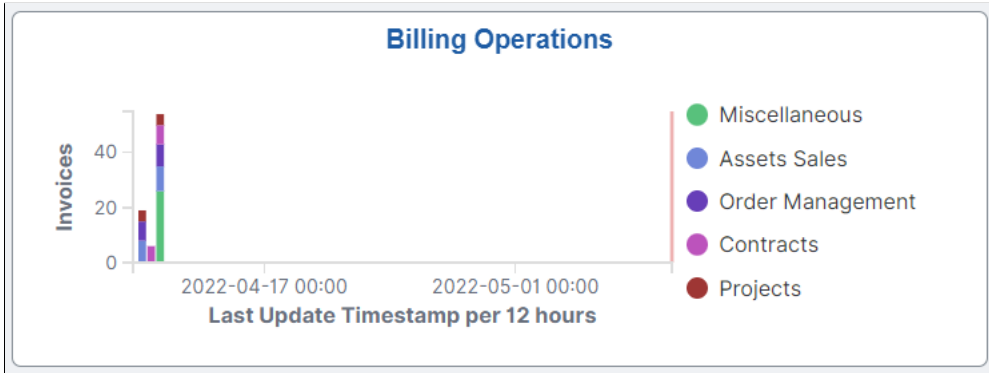 Billing Operations
Invoices
40
20
0
2022-04-17 00:00
2022-05-01 00:00
Last Update Timestamp per 12 hours
Miscellaneous
Assets Sales
Order Management
Contracts
Projects